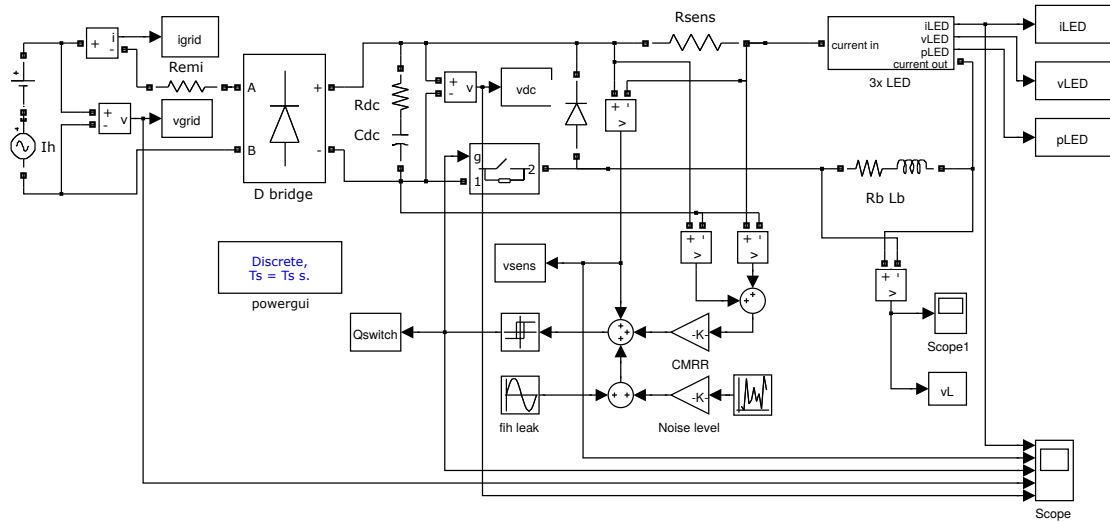 igrid
+ i
-
Remi
+ v
-
vgrid
Ih
A
B
+
-
D bridge
Rdc
Cdc
+ v
-
vdc
g
1
2
Rsens
+ -
v
current in
iLED
vLED
pLED
current out
3x LED
iLED
vLED
pLED
Rb Lb
+ -
v
+ -
v
+ -
v
Discrete,
Ts = Ts s.
powergui
vsens
Qswitch
-K-
CMRR
Scope1
vL
fih leak
-K-
Noise level
Scope